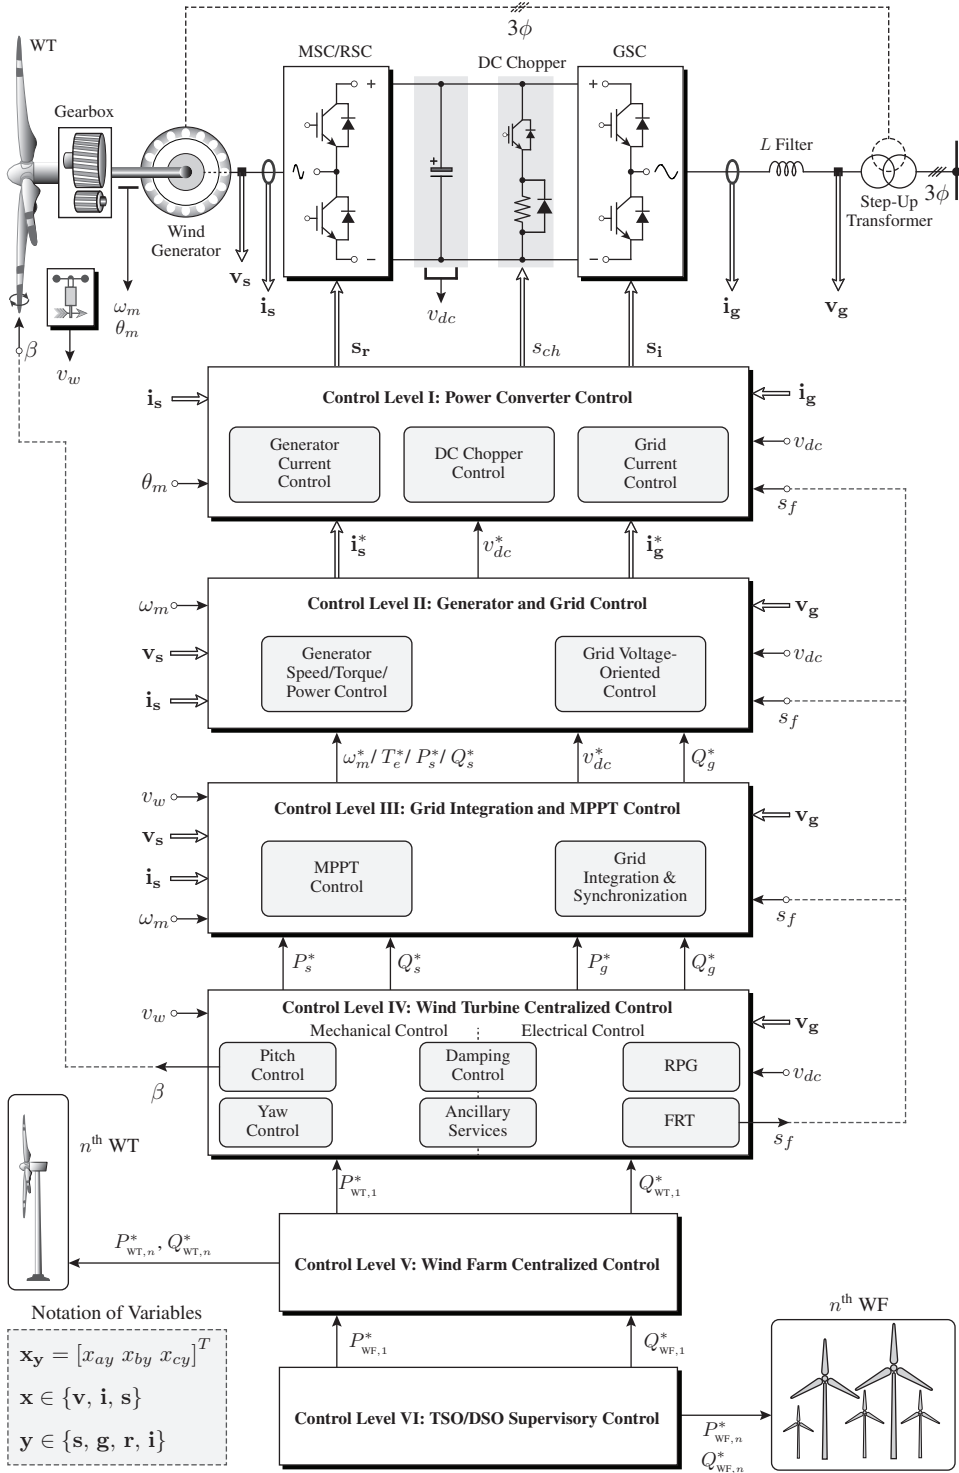 3ϕ
WT
MSC/RSC
DC Chopper
GSC
Gearbox
L Filter
+
−
+
+
−
3ϕ
Step-Up
Transformer
Wind
Generator
v_s
i_s
ω_m
θ_m
v_dc
i_g
v_g
β
v_w
s_r
s_ch
s_i
Control Level I: Power Converter Control
i_s
θ_m
Generator
Current
Control
DC Chopper
Control
Grid
Current
Control
i_g
v_dc
s_f
i_s^*
v_dc^*
i_g^*
Control Level II: Generator and Grid Control
ω_m
v_s
i_s
Generator
Speed/Torque/
Power Control
Grid Voltage-
Oriented
Control
v_g
v_dc
s_f
ω_m^*/ T_e^*/ P_s^*/ Q_s^*
v_dc^*
Q_g^*
Control Level III: Grid Integration and MPPT Control
v_w
v_s
i_s
ω_m
MPPT
Control
Grid
Integration &
Synchronization
v_g
s_f
P_s^*
Q_s^*
P_g^*
Q_g^*
Control Level IV: Wind Turbine Centralized Control
Mechanical Control
Electrical Control
v_w
Pitch
Control
Damping
Control
RPG
Yaw
Control
Ancillary
Services
FRT
v_g
v_dc
s_f
β
n^th WT
P_WT,1^*
Q_WT,1^*
P_WT,n^*, Q_WT,n^*
Control Level V: Wind Farm Centralized Control
P_WF,1^*
Q_WF,1^*
Control Level VI: TSO/DSO Supervisory Control
n^th WF
P_WF,n^*
Q_WF,n^*
Notation of Variables
x_y = [x_ay x_by x_cy]^T
x ∈ {v, i, s}
y ∈ {s, g, r, i}